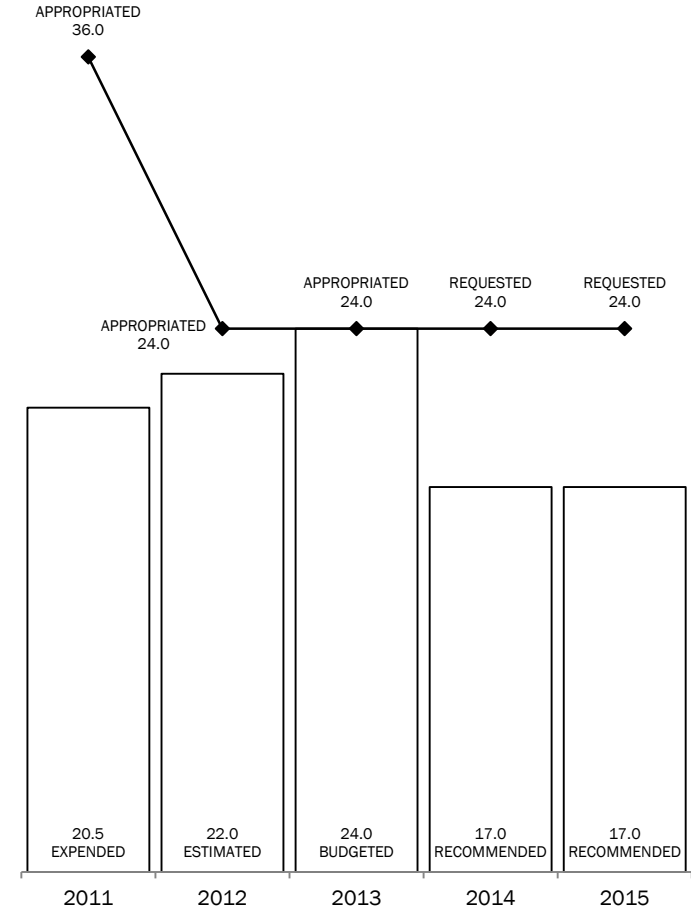 APPROPRIATED
36.0
APPROPRIATED
24.0
REQUESTED
24.0
REQUESTED
24.0
APPROPRIATED
24.0
20.5
EXPENDED
22.0
ESTIMATED
24.0
BUDGETED
17.0
RECOMMENDED
17.0
RECOMMENDED
2011
2012
2013
2014
2015